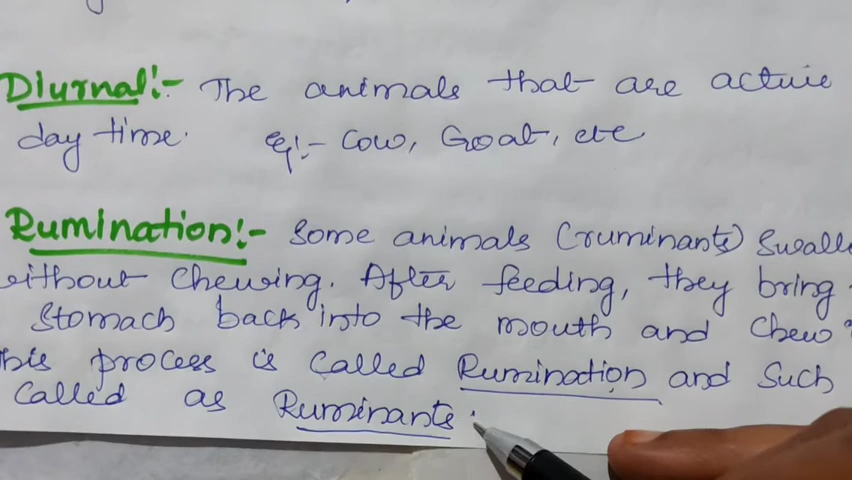 Diurnal:- The animals that are active
day time. Eg:- Cow, Goat, etc
Rumination:- Some animals (ruminants)
without chewing. After feeding, they bring
Stomach back into the mouth and chew
process is called Rumination and such
called as Ruminants.